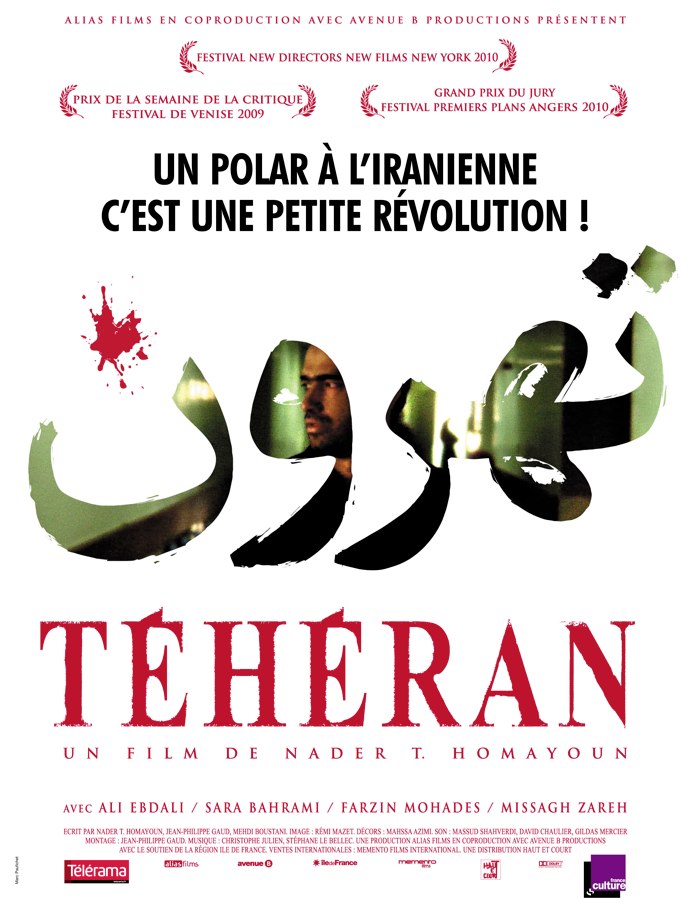 ALIAS FILMS EN COPRODUCTION AVEC AVENUE B PRODUCTIONS PRÉSENTENT
FESTIVAL NEW DIRECTORS NEW FILMS NEW YORK 2010
PRIX DE LA SEMAINE DE LA CRITIQUE
FESTIVAL DE VENISE 2009
GRAND PRIX DU JURY
FESTIVAL PREMIERS PLANS ANGERS 2010
UN POLAR À L'IRANIENNE
C'EST UNE PETITE RÉVOLUTION !
تهرون
TÉHÉRAN
UN FILM DE NADER T. HOMAYOUN
AVEC ALI EBDALI / SARA BAHRAMI / FARZIN MOHADES / MISSAGH ZAREH
ECRIT PAR NADER T. HOMAYOUN, JEAN-PHILIPPE GAUD, MEHDI BOUSTANI. IMAGE : RÉMI MAZET. DÉCORS : MAHSSA AZIMI. SON : MASSUD SHAHVERDI, DAVID CHAULIER, GILDAS MERCIER
MONTAGE : JEAN-PHILIPPE GAUD. MUSIQUE : CHRISTOPHE JULIEN, STÉPHANE LE BELLEC. UNE PRODUCTION ALIAS FILMS EN COPRODUCTION AVEC AVENUE B PRODUCTIONS
AVEC LE SOUTIEN DE LA RÉGION ILE DE FRANCE. VENTES INTERNATIONALES : MEMENTO FILMS INTERNATIONAL. UNE DISTRIBUTION HAUT ET COURT
Télérama
aliasfilms
avenue B
îledeFrance
memento
films
HAUT
ET
COURT
DOLBY
france
culture